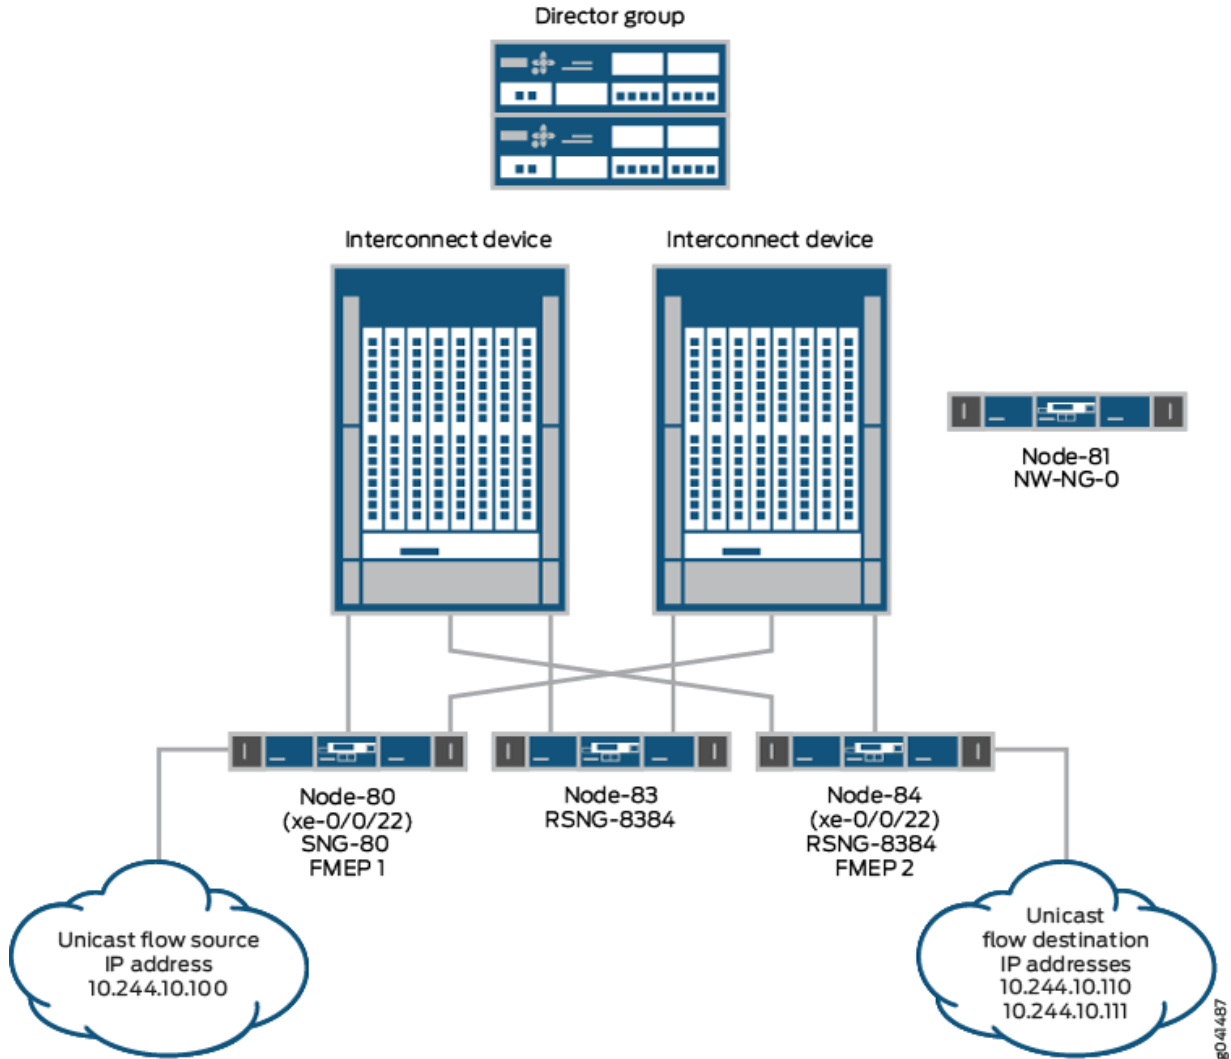 Director group
Interconnect device
Interconnect device
Node-81
NW-NG-0
Node-80
(xe-0/0/22)
SNG-80
FMEP 1
Node-83
RSNG-8384
Node-84
(xe-0/0/22)
RSNG-8384
FMEP 2
Unicast flow source
IP address
10.244.10.100
Unicast
flow destination
IP addresses
10.244.10.110
10.244.10.111
g041487